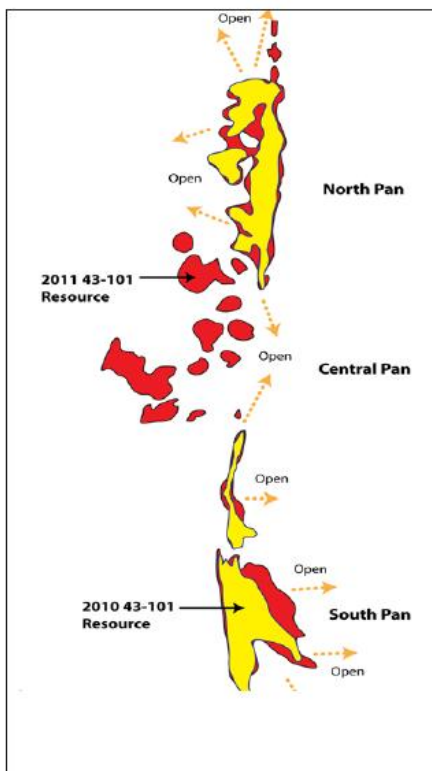 Open
Open
North Pan
2011 43-101
Resource
Open
Central Pan
Open
Open
2010 43-101
Resource
South Pan
Open